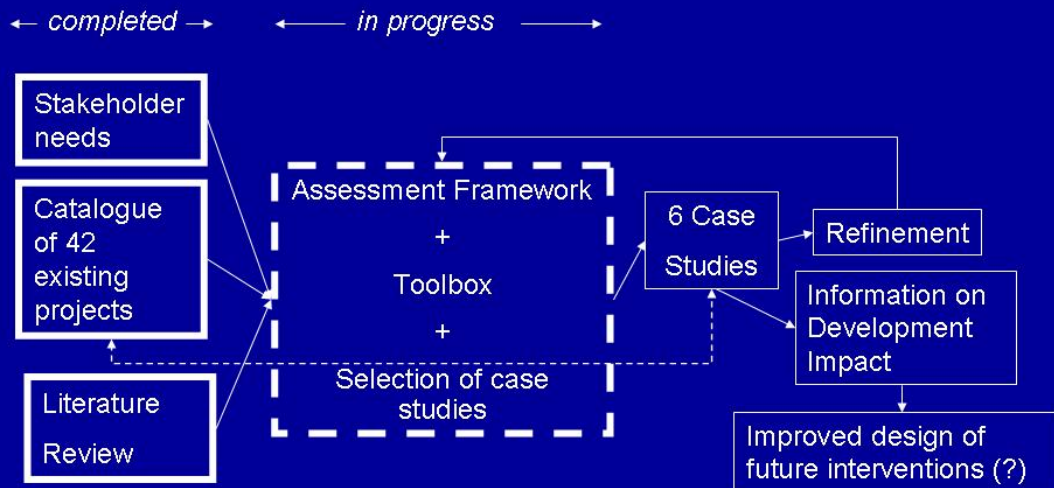 completed
in progress
Stakeholder
needs
Catalogue
of 42
existing
projects
Literature
Review
Assessment Framework
+
Toolbox
+
Selection of case
studies
6 Case
Studies
Refinement
Information on
Development
Impact
Improved design of
future interventions (?)